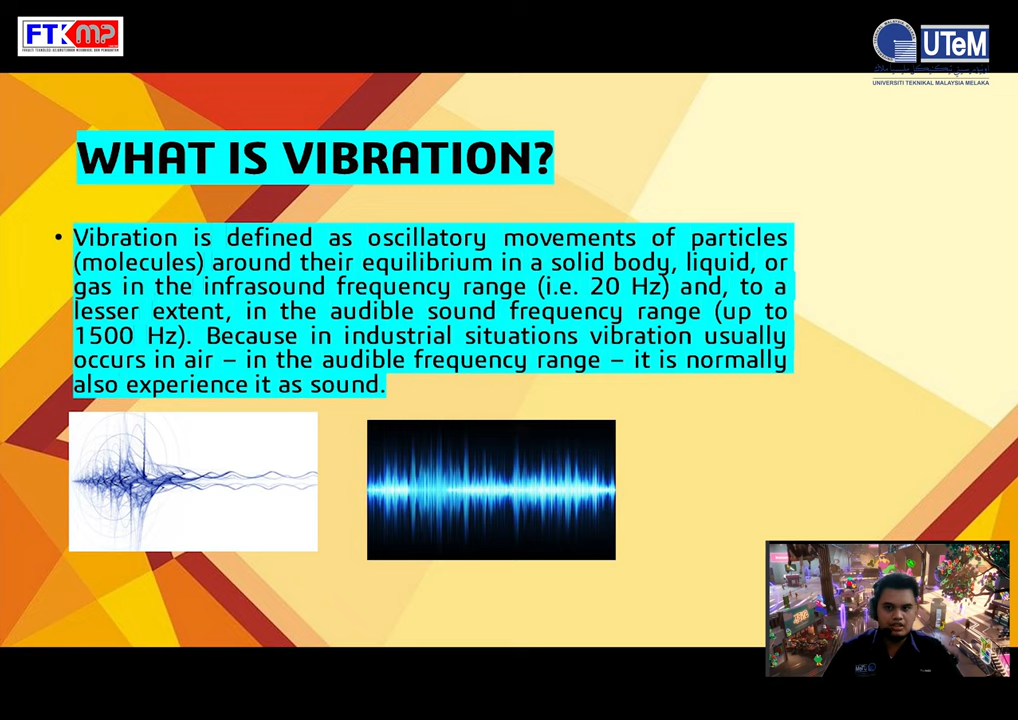 FTKMP
UTeM
UNIVERSITI TEKNIKAL MALAYSIA MELAKA
WHAT IS VIBRATION?
• Vibration is defined as oscillatory movements of particles
(molecules) around their equilibrium in a solid body, liquid, or
gas in the infrasound frequency range (i.e. 20 Hz) and, to a
lesser extent, in the audible sound frequency range (up to
1500 Hz). Because in industrial situations vibration usually
occurs in air – in the audible frequency range – it is normally
also experience it as sound.